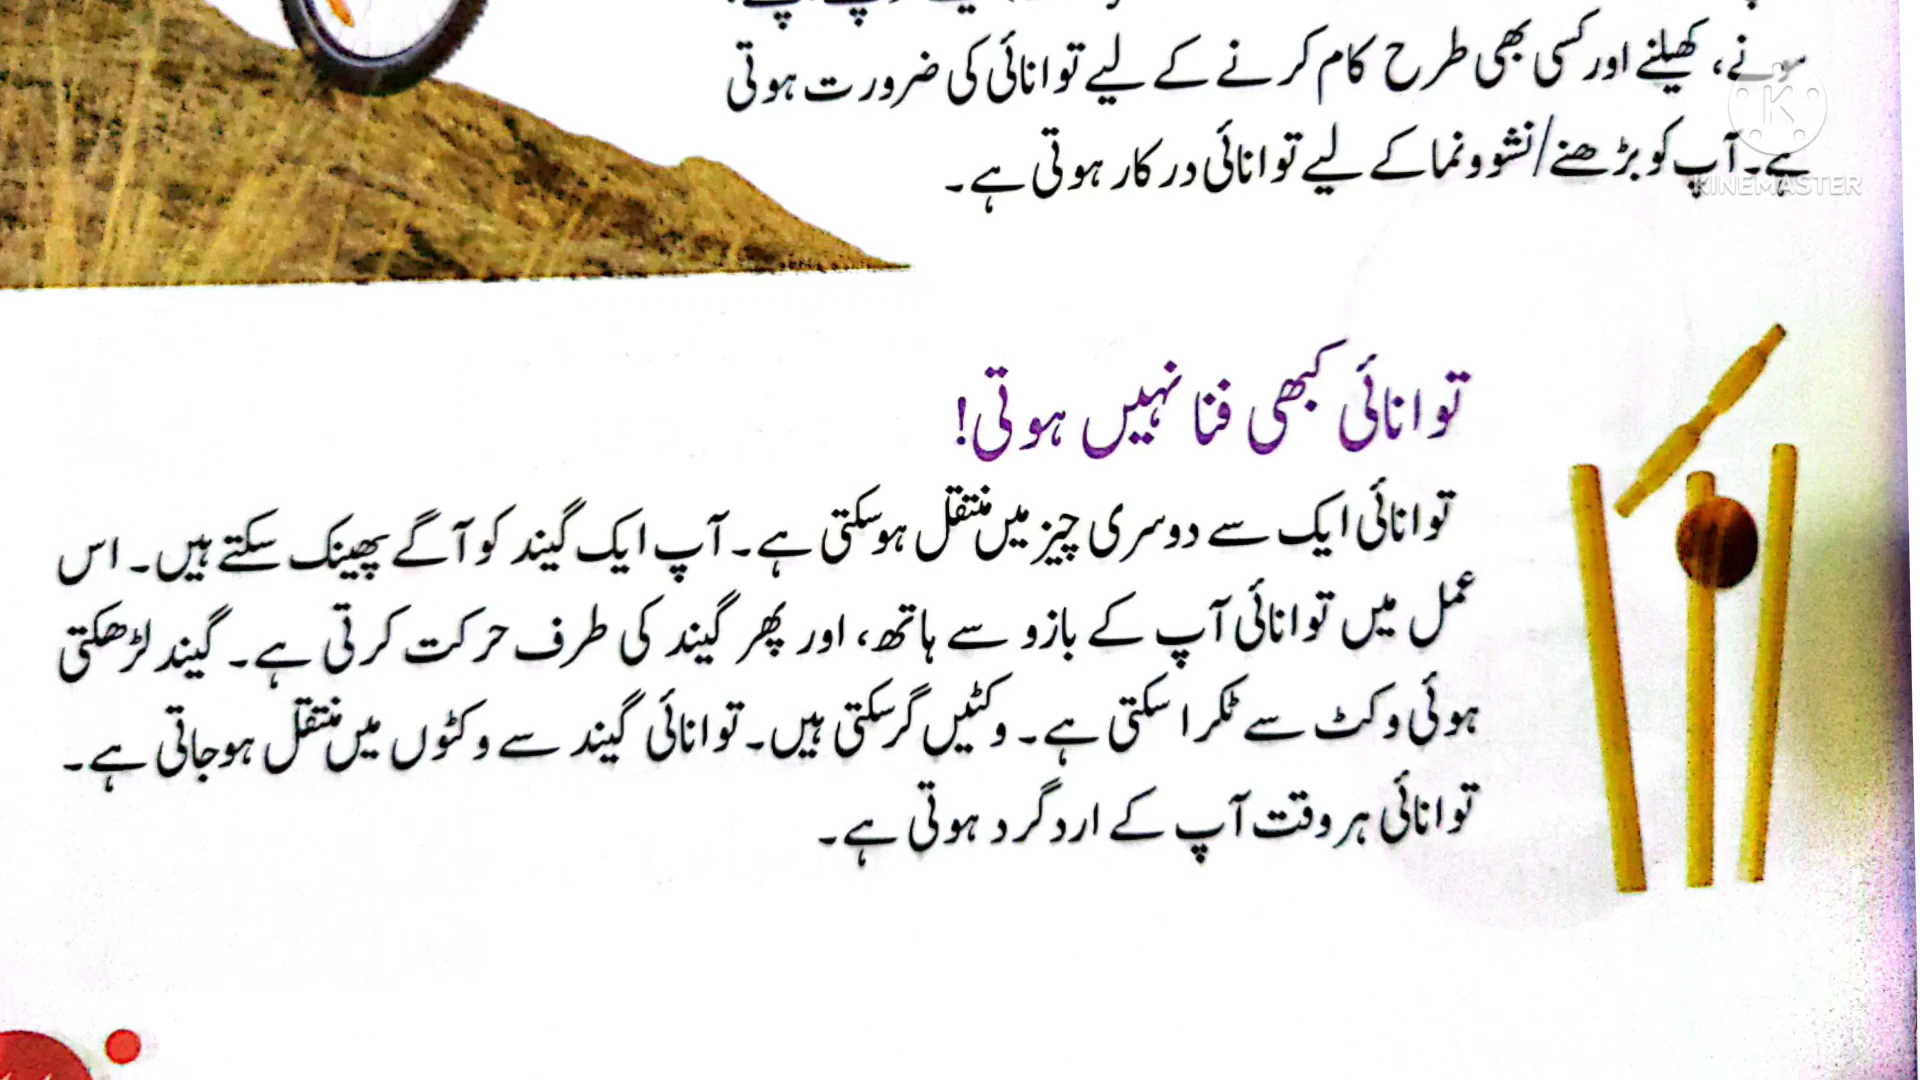 سونے، کھیلنے اور کسی بھی طرح کام کرنے کے لیے توانائی کی ضرورت ہوتی
ہے۔ آپ کو بڑھنے/نشوونما کے لیے توانائی درکار ہوتی ہے۔
KINEMASTER
توانائی کبھی فنا نہیں ہوتی!
توانائی ایک سے دوسری چیز میں منتقل ہوسکتی ہے۔ آپ ایک گیند کو آگے پھینک سکتے ہیں۔ اس
عمل میں توانائی آپ کے بازو سے ہاتھ، اور پھر گیند کی طرف حرکت کرتی ہے۔ گیند لڑھکتی
ہوئی وکٹ سے ٹکرا سکتی ہے۔ وکٹیں گرسکتی ہیں۔ توانائی گیند سے وکٹوں میں منتقل ہوجاتی ہے۔
توانائی ہر وقت آپ کے اردگرد ہوتی ہے۔